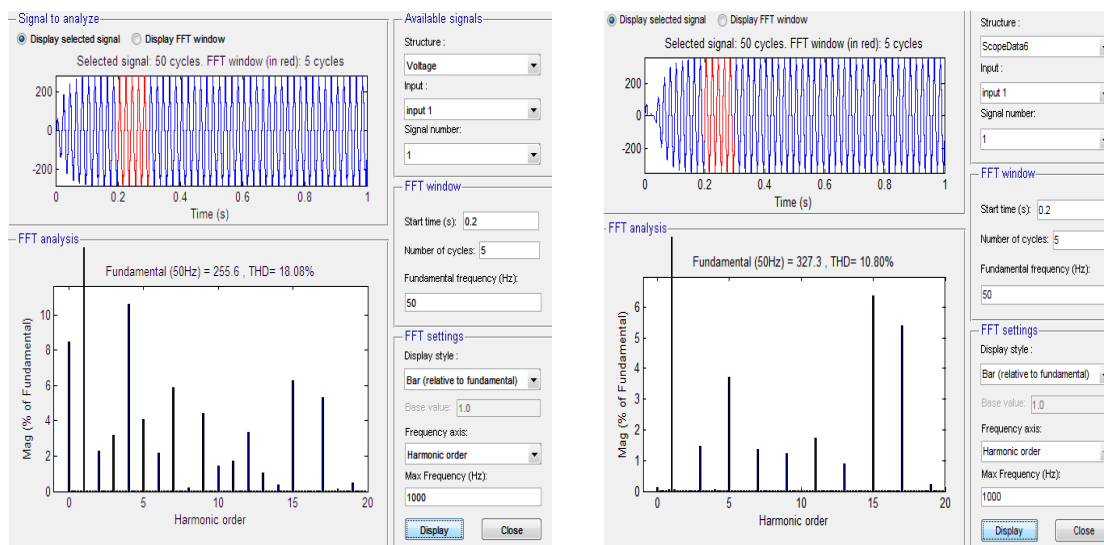 Signal to analyze
Display selected signal Display FFT window
Selected signal: 50 cycles. FFT window (in red): 5 cycles
200
0
-200
0 0.2 0.4 0.6 0.8 1
Time (s)
FFT analysis
Fundamental (50Hz) = 255.6 , THD= 18.08%
Mag (% of Fundamental)
10
8
6
4
2
0
0 5 10 15 20
Harmonic order
Available signals
Structure :
Voltage
Input :
input 1
Signal number:
1
FFT window
Start time (s): 0.2
Number of cycles: 5
Fundamental frequency (Hz):
50
FFT settings
Display style :
Bar (relative to fundamental)
Base value: 1.0
Frequency axis:
Harmonic order
Max Frequency (Hz):
1000
Display Close
Display selected signal Display FFT window
Selected signal: 50 cycles. FFT window (in red): 5 cycles
200
0
-200
0 0.2 0.4 0.6 0.8 1
Time (s)
FFT analysis
Fundamental (50Hz) = 327.3 , THD= 10.80%
Mag (% of Fundamental)
6
5
4
3
2
1
0
0 5 10 15 20
Harmonic order
Structure :
ScopeData6
Input :
input 1
Signal number:
1
FFT window
Start time (s): 0.2
Number of cycles: 5
Fundamental frequency (Hz):
50
FFT settings
Display style :
Bar (relative to fundamental)
Base value: 1.0
Frequency axis:
Harmonic order
Max Frequency (Hz):
1000
Display Close